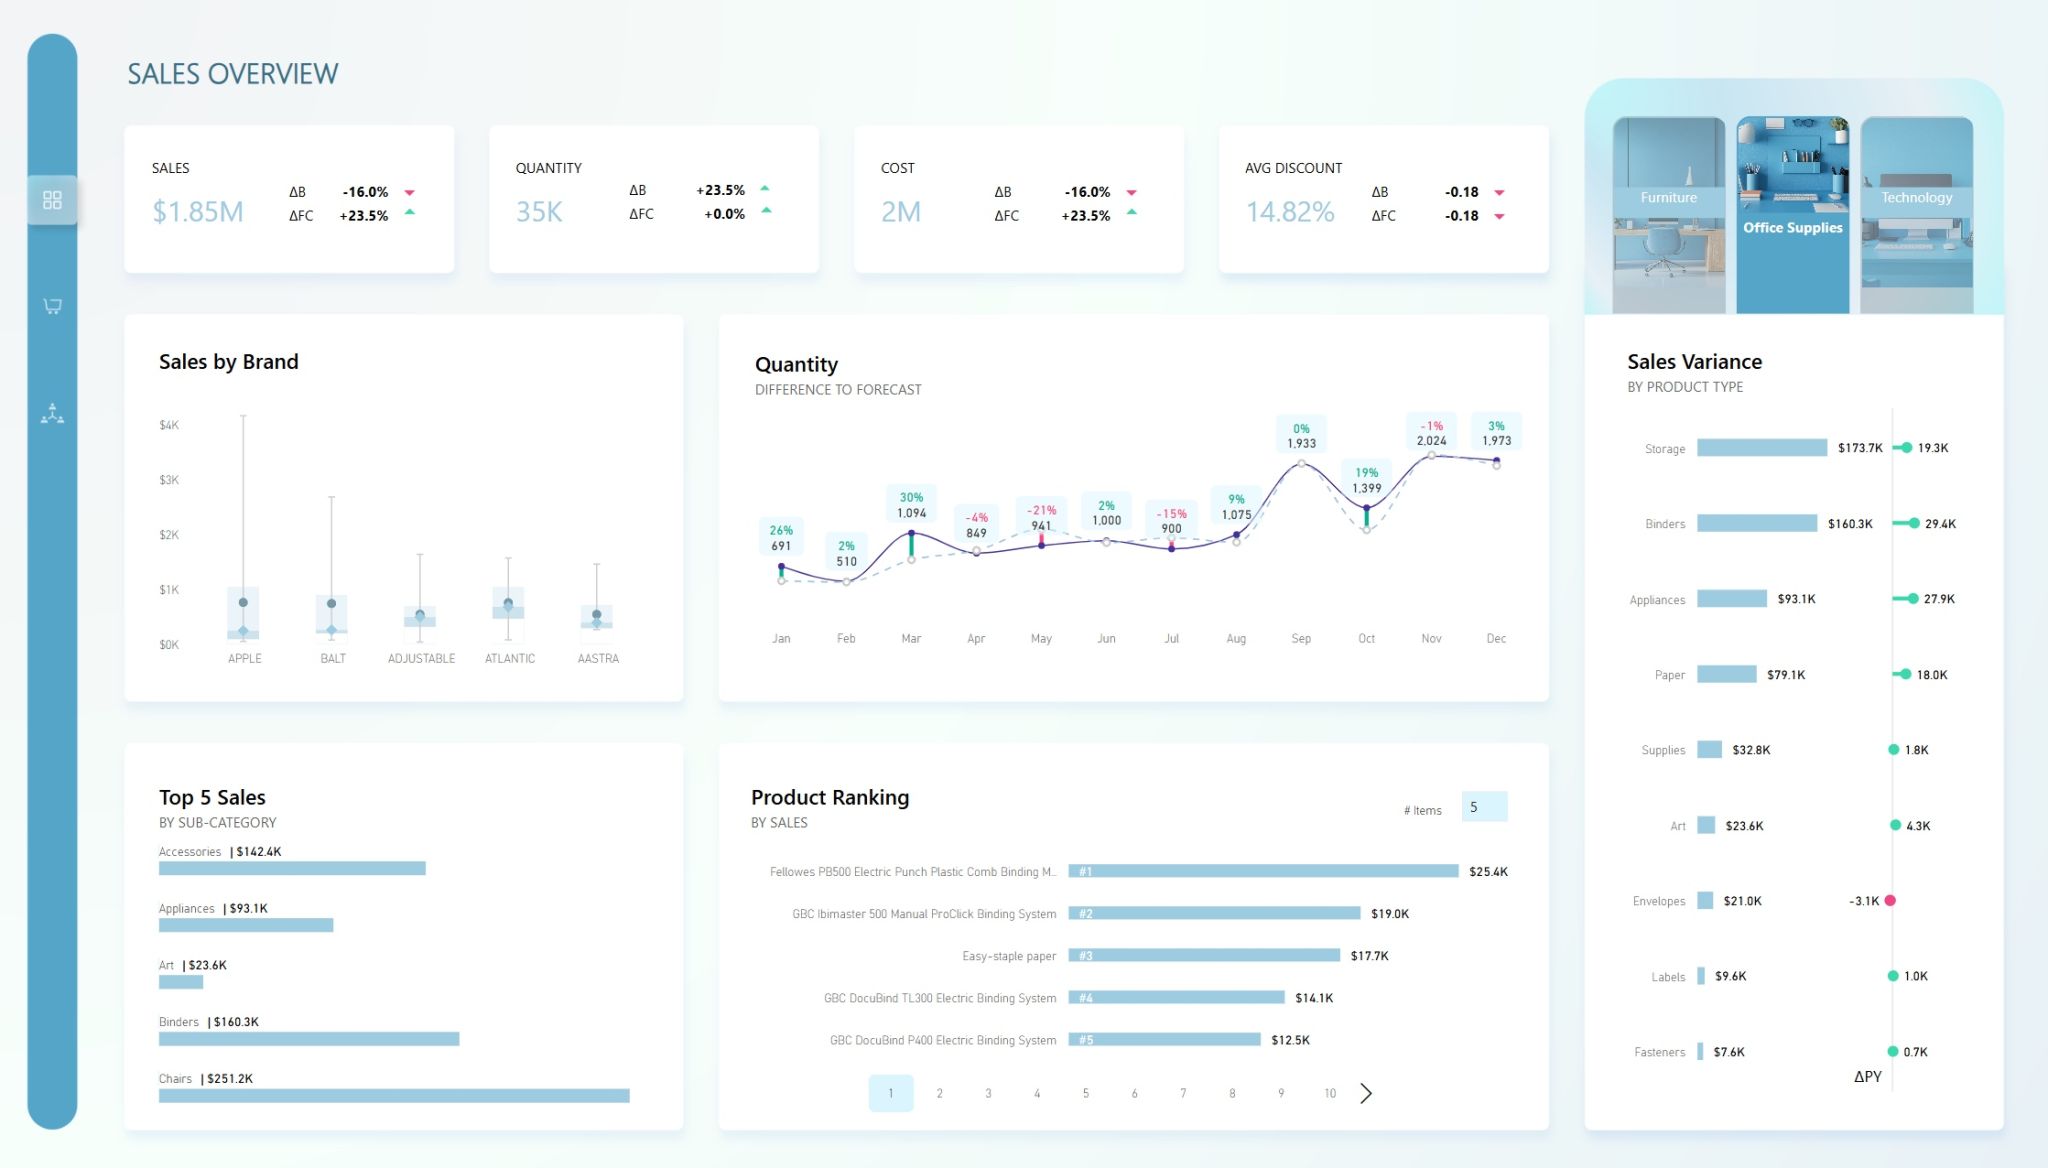 SALES OVERVIEW
SALES
$1.85M
ΔB -16.0%
ΔFC +23.5%
QUANTITY
35K
ΔB +23.5%
ΔFC +0.0%
COST
2M
ΔB -16.0%
ΔFC +23.5%
AVG DISCOUNT
14.82%
ΔB -0.18
ΔFC -0.18
Furniture
Office Supplies
Technology
Sales by Brand
$4K
$3K
$2K
$1K
$0K
APPLE BALT ADJUSTABLE ATLANTIC AASTRA
Quantity
DIFFERENCE TO FORECAST
26%
691
2%
510
30%
1,094
-4%
849
-21%
941
2%
1,000
-15%
900
9%
1,075
0%
1,933
19%
1,399
-1%
2,024
3%
1,973
Jan Feb Mar Apr May Jun Jul Aug Sep Oct Nov Dec
Sales Variance
BY PRODUCT TYPE
Storage $173.7K 19.3K
Binders $160.3K 29.4K
Appliances $93.1K 27.9K
Paper $79.1K 18.0K
Supplies $32.8K 1.8K
Art $23.6K 4.3K
Envelopes $21.0K -3.1K
Labels $9.6K 1.0K
Fasteners $7.6K 0.7K
ΔPY
Top 5 Sales
BY SUB-CATEGORY
Accessories | $142.4K
Appliances | $93.1K
Art | $23.6K
Binders | $160.3K
Chairs | $251.2K
Product Ranking
BY SALES
# Items 5
Fellowes PB500 Electric Punch Plastic Comb Binding M... #1 $25.4K
GBC Ibimaster 500 Manual ProClick Binding System #2 $19.0K
Easy-staple paper #3 $17.7K
GBC DocuBind TL300 Electric Binding System #4 $14.1K
GBC DocuBind P400 Electric Binding System #5 $12.5K
1 2 3 4 5 6 7 8 9 10